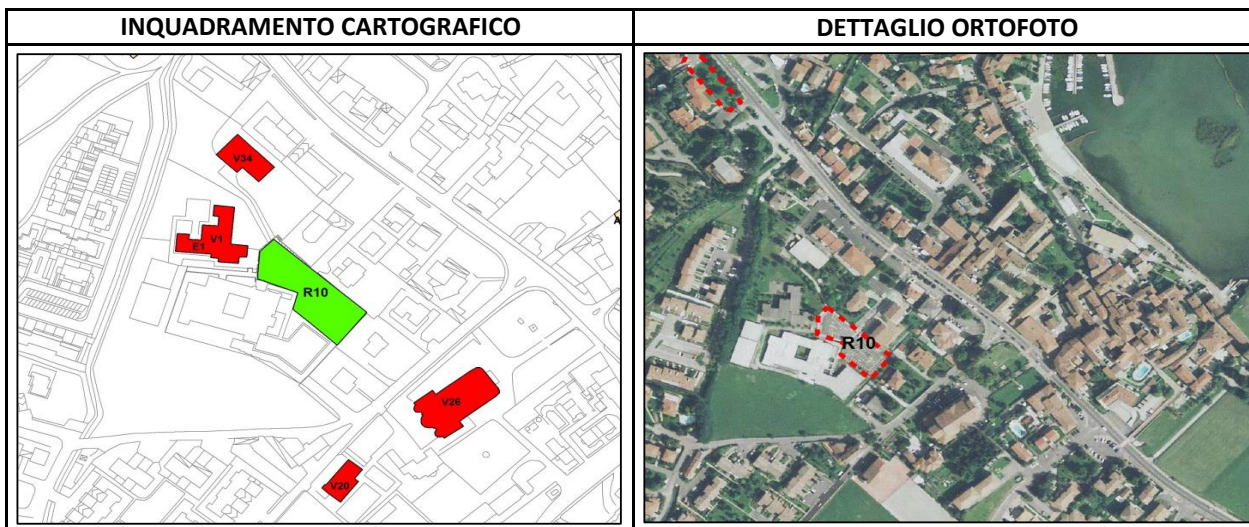 INQUADRAMENTO CARTOGRAFICO
DETTAGLIO ORTOFOTO
V34
V1
E1
R10
V26
V20
A
R10